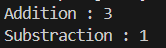 Addition : 3
Substraction : 1